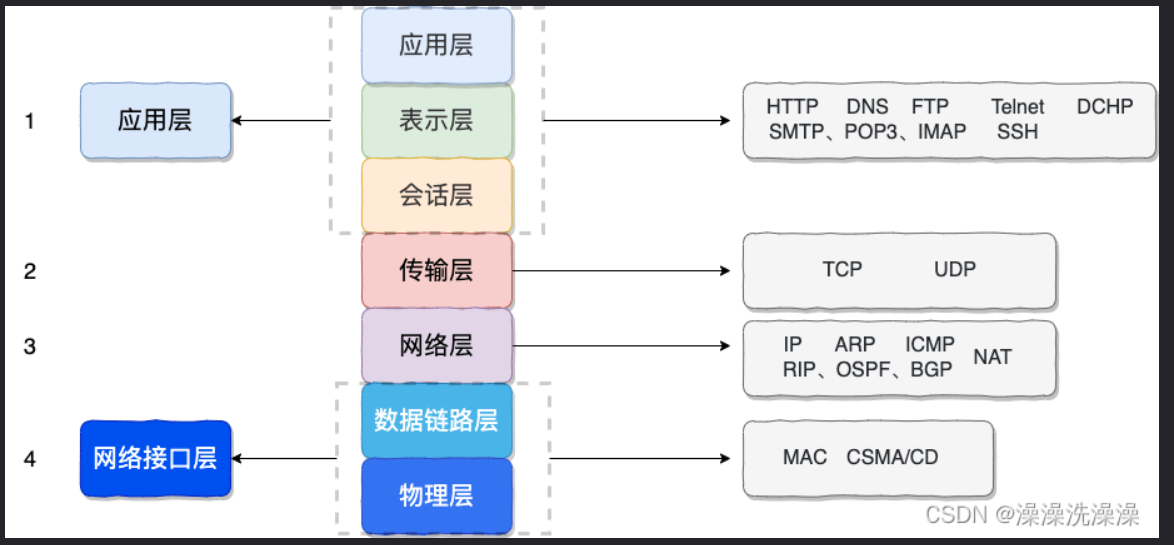 应用层
1 应用层 表示层 HTTP DNS FTP Telnet DCHP
SMTP、POP3、IMAP SSH
会话层
2 传输层 TCP UDP
3 网络层 IP ARP ICMP NAT
RIP、OSPF、BGP
数据链路层
4 网络接口层 MAC CSMA/CD
物理层
CSDN @澡澡洗澡澡